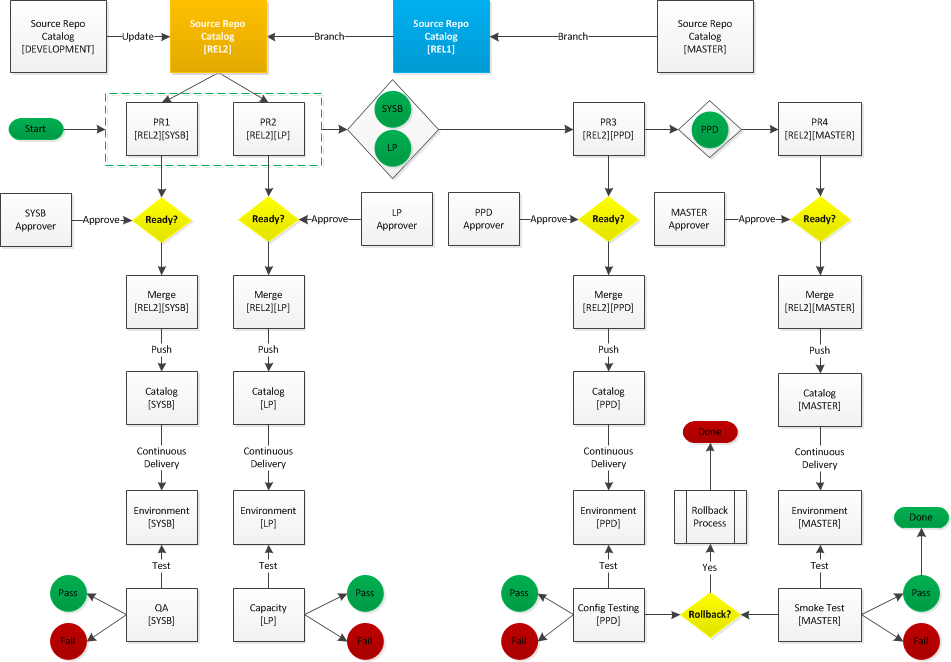 Source Repo
Catalog
[DEVELOPMENT]
Update
Source Repo
Catalog
[REL2]
Branch
Source Repo
Catalog
[REL1]
Branch
Source Repo
Catalog
[MASTER]
Start
PR1
[REL2][SYSB]
PR2
[REL2][LP]
SYSB
LP
PR3
[REL2][PPD]
PPD
PR4
[REL2][MASTER]
SYSB
Approver
Approve
Ready?
Ready?
Approve
LP
Approver
PPD
Approver
Approve
Ready?
MASTER
Approver
Approve
Ready?
Merge
[REL2][SYSB]
Merge
[REL2][LP]
Merge
[REL2][PPD]
Merge
[REL2][MASTER]
Push
Push
Push
Push
Catalog
[SYSB]
Catalog
[LP]
Catalog
[PPD]
Catalog
[MASTER]
Done
Continuous
Delivery
Continuous
Delivery
Continuous
Delivery
Continuous
Delivery
Environment
[SYSB]
Environment
[LP]
Environment
[PPD]
Rollback
Process
Environment
[MASTER]
Done
Test
Test
Test
Yes
Test
Pass
Fail
QA
[SYSB]
Capacity
[LP]
Pass
Fail
Pass
Fail
Config Testing
[PPD]
Rollback?
Smoke Test
[MASTER]
Pass
Fail